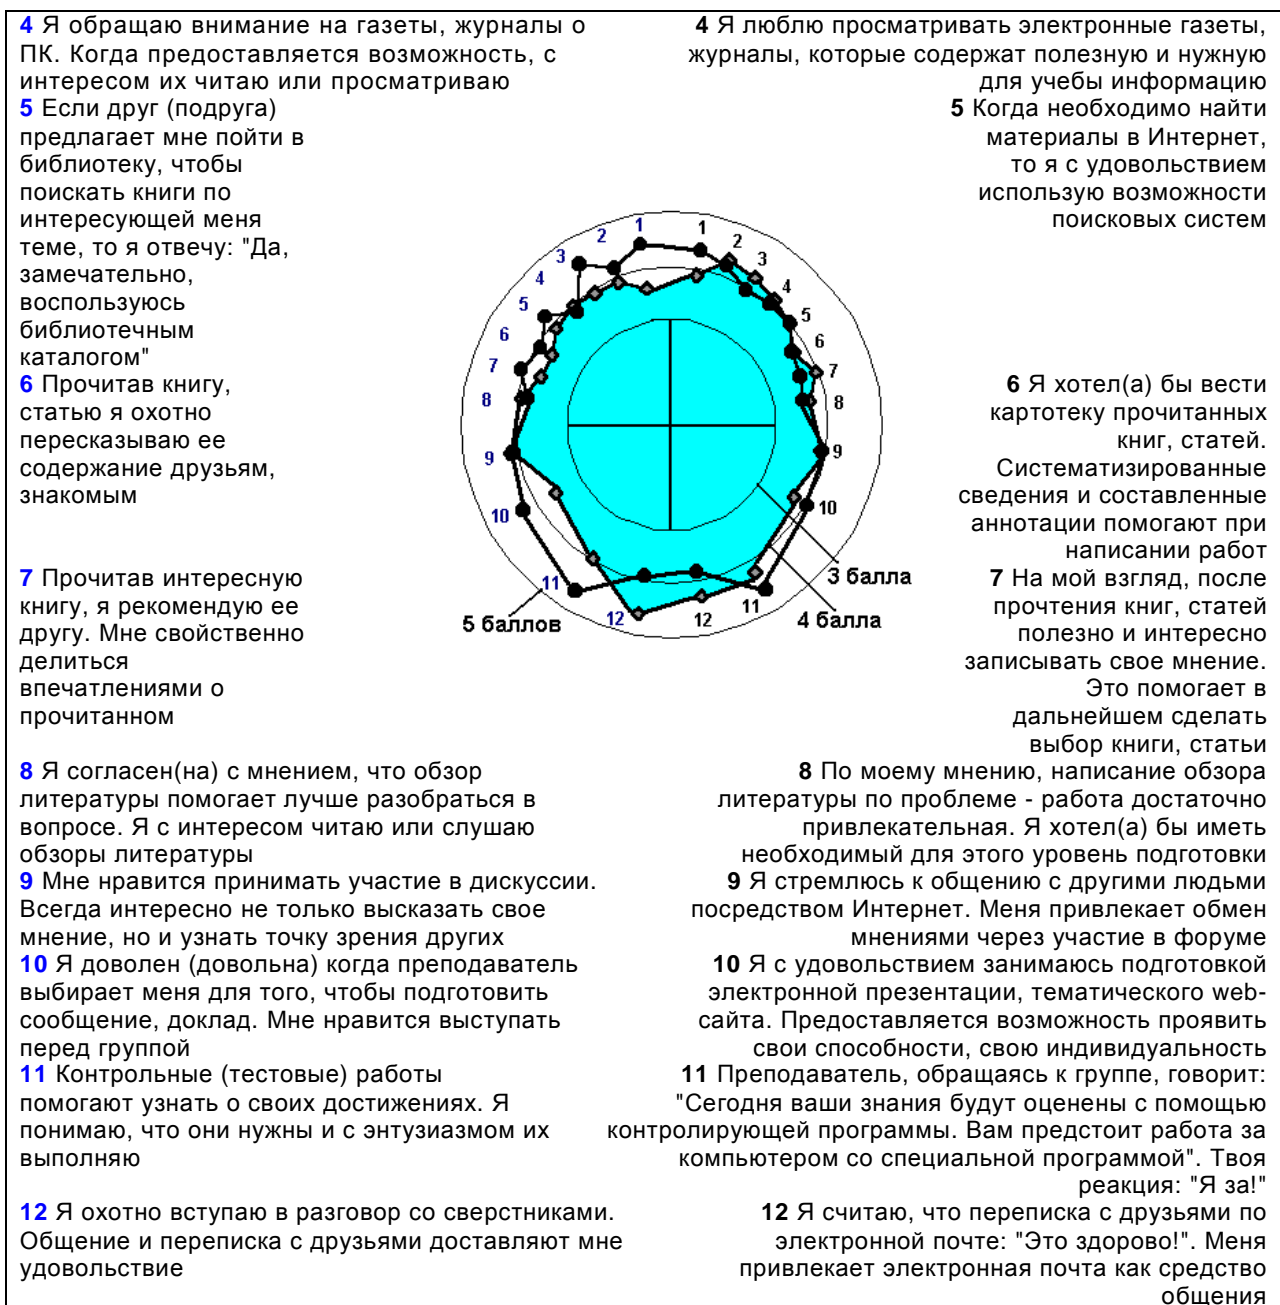 4 Я обращаю внимание на газеты, журналы о
ПК. Когда предоставляется возможность, с
интересом их читаю или просматриваю
5 Если друг (подруга)
предлагает мне пойти в
библиотеку, чтобы
поискать книги по
интересующей меня
теме, то я отвечу: "Да,
замечательно,
воспользуюсь
библиотечным
каталогом"
6 Прочитав книгу,
статью я охотно
пересказываю ее
содержание друзьям,
знакомым
7 Прочитав интересную
книгу, я рекомендую ее
другу. Мне свойственно
делиться
впечатлениями о
прочитанном
8 Я согласен(на) с мнением, что обзор
литературы помогает лучше разобраться в
вопросе. Я с интересом читаю или слушаю
обзоры литературы
9 Мне нравится принимать участие в дискуссии.
Всегда интересно не только высказать свое
мнение, но и узнать точку зрения других
10 Я доволен (довольна) когда преподаватель
выбирает меня для того, чтобы подготовить
сообщение, доклад. Мне нравится выступать
перед группой
11 Контрольные (тестовые) работы
помогают узнать о своих достижениях. Я
понимаю, что они нужны и с энтузиазмом их
выполняю
12 Я охотно вступаю в разговор со сверстниками.
Общение и переписка с друзьями доставляют мне
удовольствие
1
2
3
4
5
6
7
8
9
10
11
12
1
2
3
4
5
6
7
8
9
10
11
12
3 балла
4 балла
5 баллов
4 Я люблю просматривать электронные газеты,
журналы, которые содержат полезную и нужную
для учебы информацию
5 Когда необходимо найти
материалы в Интернет,
то я с удовольствием
использую возможности
поисковых систем
6 Я хотел(а) бы вести
картотеку прочитанных
книг, статей.
Систематизированные
сведения и составленные
аннотации помогают при
написании работ
7 На мой взгляд, после
прочтения книг, статей
полезно и интересно
записывать свое мнение.
Это помогает в
дальнейшем сделать
выбор книги, статьи
8 По моему мнению, написание обзора
литературы по проблеме - работа достаточно
привлекательная. Я хотел(а) бы иметь
необходимый для этого уровень подготовки
9 Я стремлюсь к общению с другими людьми
посредством Интернет. Меня привлекает обмен
мнениями через участие в форуме
10 Я с удовольствием занимаюсь подготовкой
электронной презентации, тематического web-
сайта. Предоставляется возможность проявить
свои способности, свою индивидуальность
11 Преподаватель, обращаясь к группе, говорит:
"Сегодня ваши знания будут оценены с помощью
контролирующей программы. Вам предстоит работа за
компьютером со специальной программой". Твоя
реакция: "Я за!"
12 Я считаю, что переписка с друзьями по
электронной почте: "Это здорово!". Меня
привлекает электронная почта как средство
общения